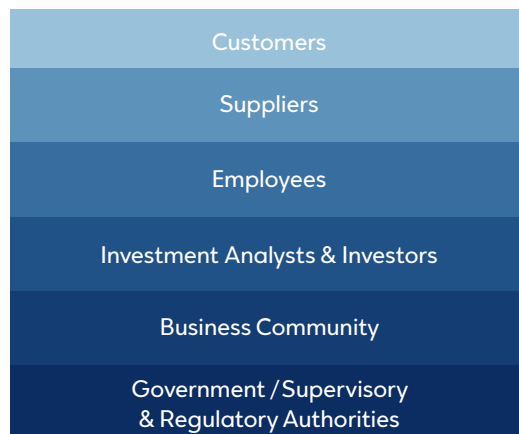 Customers
Suppliers
Employees
Investment Analysts & Investors
Business Community
Government / Supervisory
& Regulatory Authorities